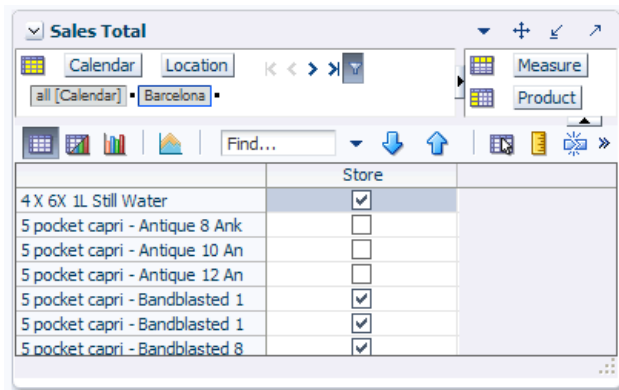 Sales Total
Calendar Location Measure
all [Calendar] Barcelona Product
Find...
Store
4 X 6X 1L Still Water
5 pocket capri - Antique 8 Ank
5 pocket capri - Antique 10 An
5 pocket capri - Antique 12 An
5 pocket capri - Bandblasted 1
5 pocket capri - Bandblasted 1
5 pocket capri - Bandblasted 8